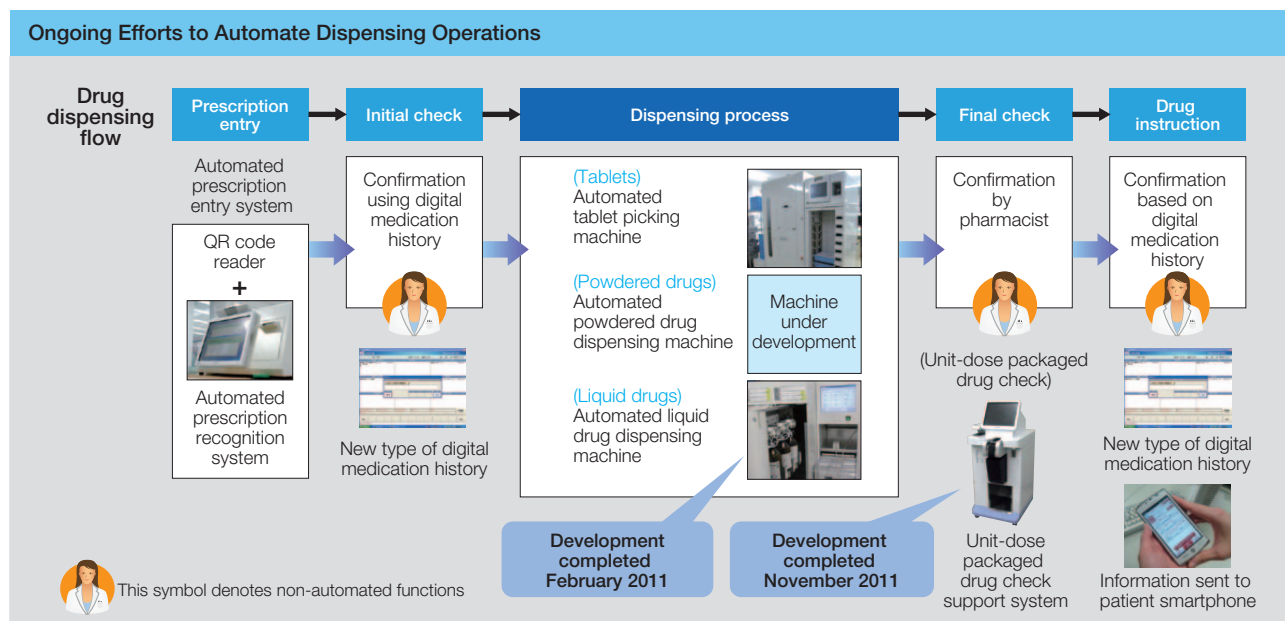 Ongoing Efforts to Automate Dispensing Operations
Drug
dispensing
flow
Prescription
entry
Initial check
Dispensing process
Final check
Drug
instruction
Automated
prescription
entry system
QR code
reader
+
Automated
prescription
recognition
system
Confirmation
using digital
medication
history
New type of digital
medication history
(Tablets)
Automated
tablet picking
machine
(Powdered drugs)
Automated
powdered drug
dispensing machine
Machine
under
development
(Liquid drugs)
Automated liquid
drug dispensing
machine
Development
completed
February 2011
Development
completed
November 2011
Confirmation
by
pharmacist
(Unit-dose packaged
drug check)
Unit-dose
packaged
drug check
support system
Confirmation
based on
digital
medication
history
New type of digital
medication history
Information sent to
patient smartphone
This symbol denotes non-automated functions